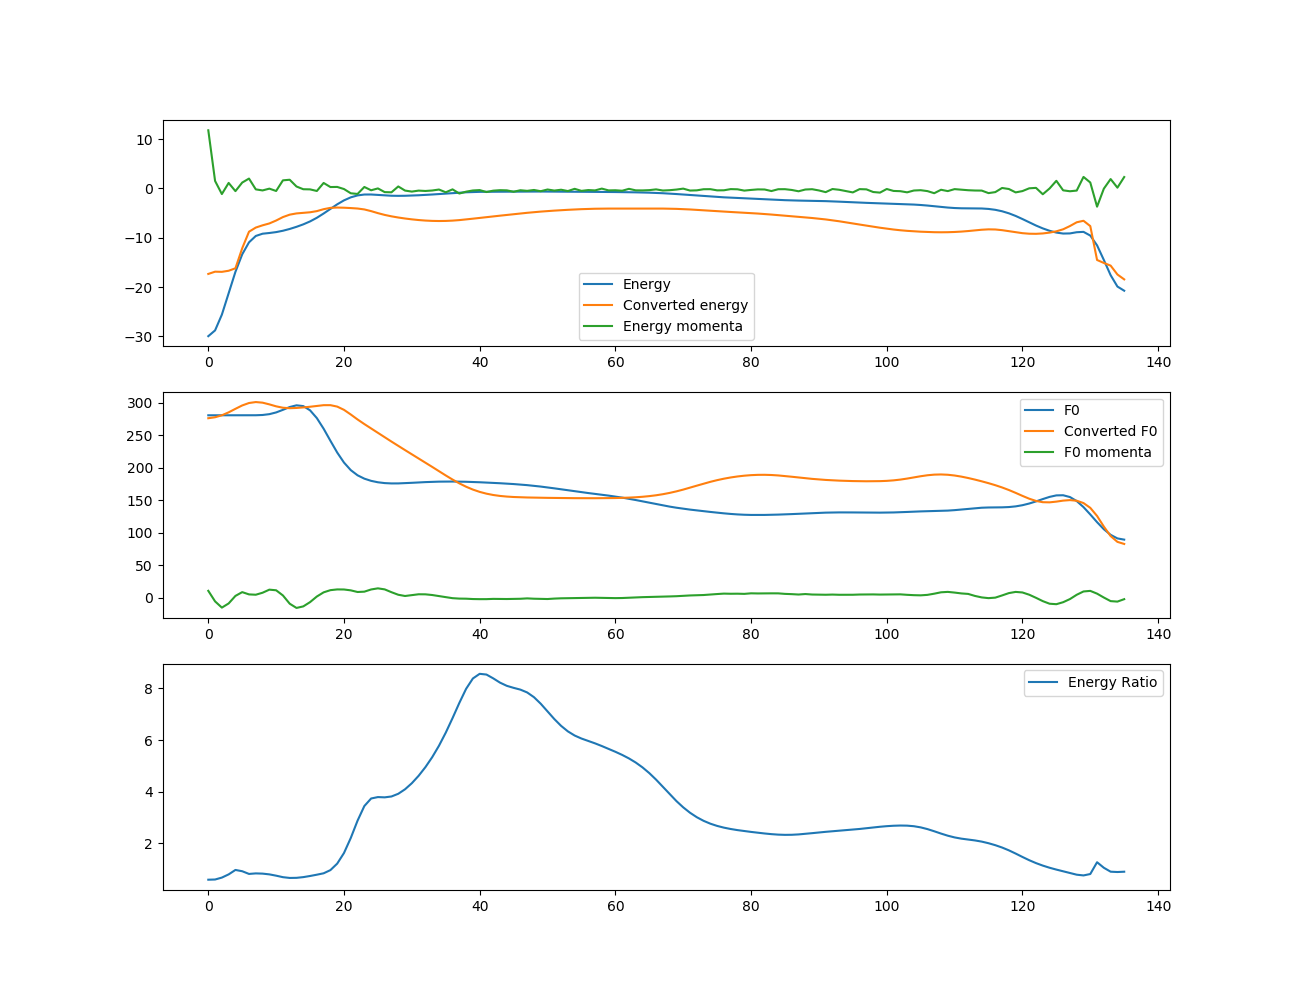 10
0
−10
−20
−30
Energy
Converted energy
Energy momenta
0 20 40 60 80 100 120 140
300
250
200
150
100
50
0
F0
Converted F0
F0 momenta
0 20 40 60 80 100 120 140
8
6
4
2
Energy Ratio
0 20 40 60 80 100 120 140